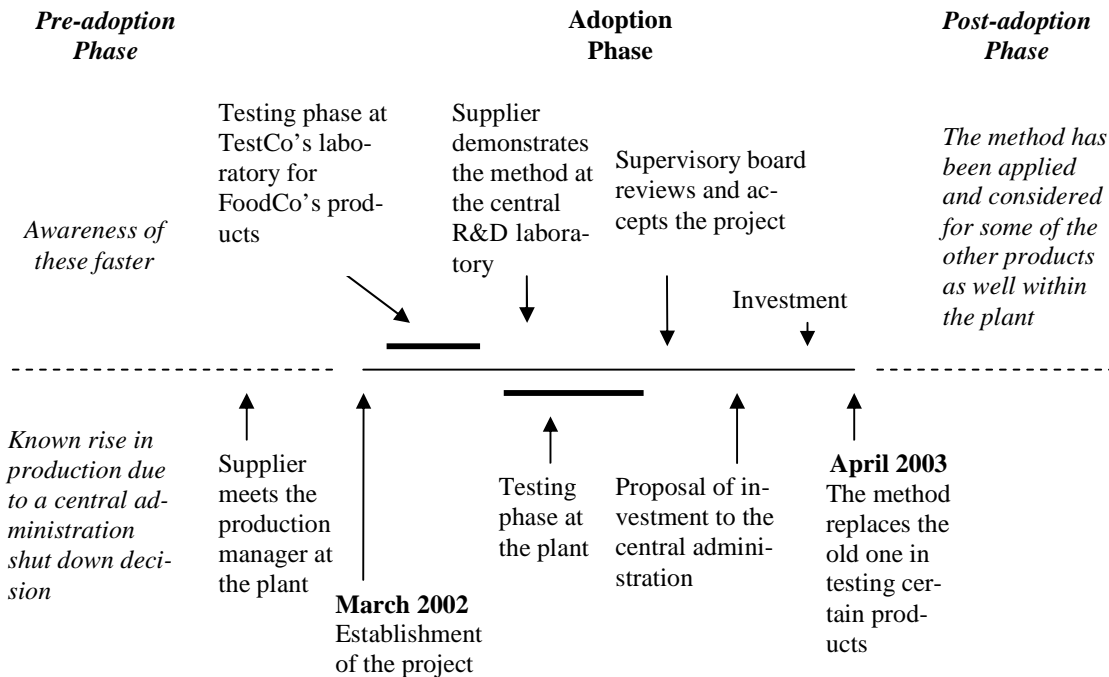 Pre-adoption
Phase
Adoption
Phase
Post-adoption
Phase
Testing phase at
TestCo’s labo-
ratory for
FoodCo’s prod-
ucts
Supplier
demonstrates
the method at
the central
R&D labora-
tory
Supervisory board
reviews and ac-
cepts the project
The method has
been applied
and considered
for some of the
other products
as well within
the plant
Awareness of
these faster
Investment
Known rise in
production due
to a central ad-
ministration
shut down deci-
sion
Supplier
meets the
production
manager at
the plant
March 2002
Establishment
of the project
Testing
phase at
the plant
Proposal of in-
vestment to the
central admini-
stration
April 2003
The method
replaces the
old one in
testing cer-
tain prod-
ucts